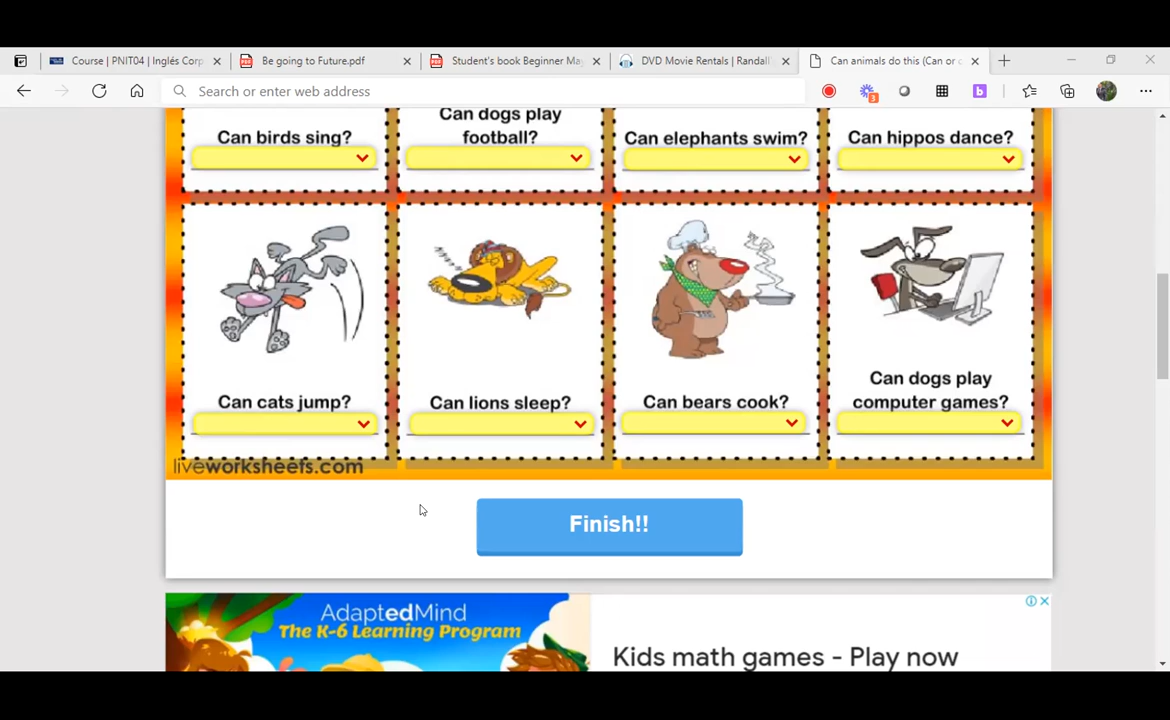 Course | PNIT04 | Inglés Corp
Be going to Future.pdf
Student's book Beginner May
DVD Movie Rentals | Randall
Can animals do this (Can or c
Search or enter web address
3
Can birds sing?
Can dogs play
football?
Can elephants swim?
Can hippos dance?
Can cats jump?
Can lions sleep?
Can bears cook?
Can dogs play
computer games?
liveworksheets.com
Finish!!
AdaptedMind
The K-6 Learning Program
Kids math games - Play now